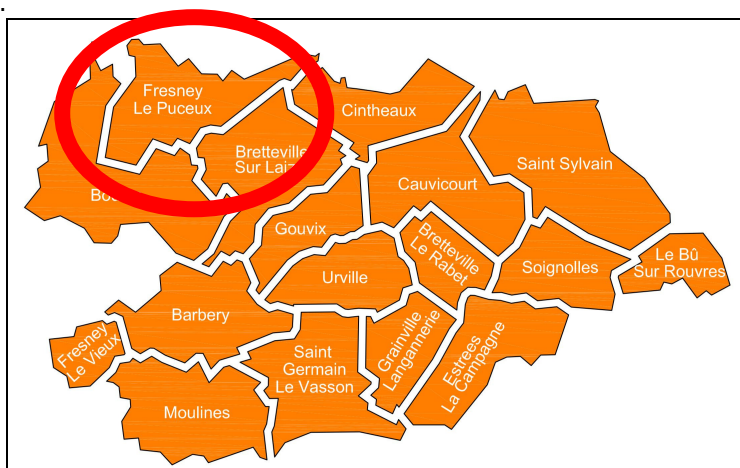 .
Fresney
Le Puceux
Cintheaux
Bretteville
Sur
Saint Sylvain
Cauvicourt
Gouvix
Bretteville
Le Rabet
Urville
Soignolles
Le Bû
Sur Rouvres
Barbery
Fresney
Le Vieux
Saint
Germain
Le Vasson
Grainville
Langannerie
Estrees
La Campagne
Moulines